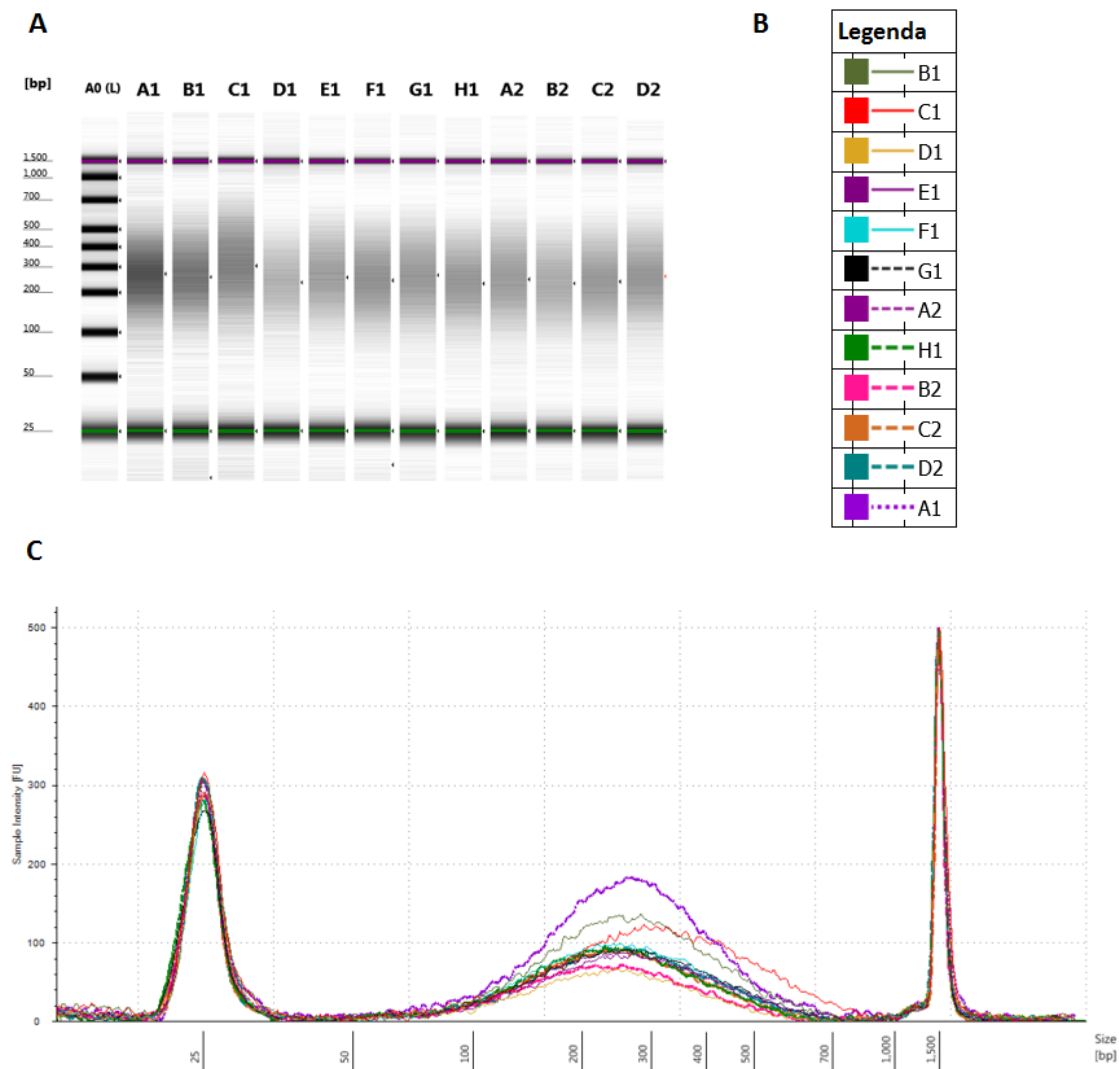 A
[bp] A0 (L) A1 B1 C1 D1 E1 F1 G1 H1 A2 B2 C2 D2
1,500
1,000
700
500
400
300
200
100
50
25
B
Legenda
B1
C1
D1
E1
F1
G1
A2
H1
B2
C2
D2
A1
C
Sample Intensity [FU]
500
400
300
200
100
0
25 50 100 200 300 400 500 700 1,000 1,500 Size
[bp]